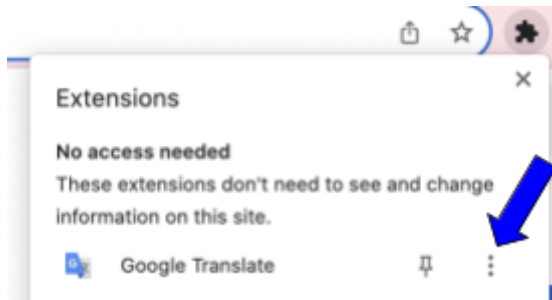 Extensions
No access needed
These extensions don't need to see and change
information on this site.
Google Translate